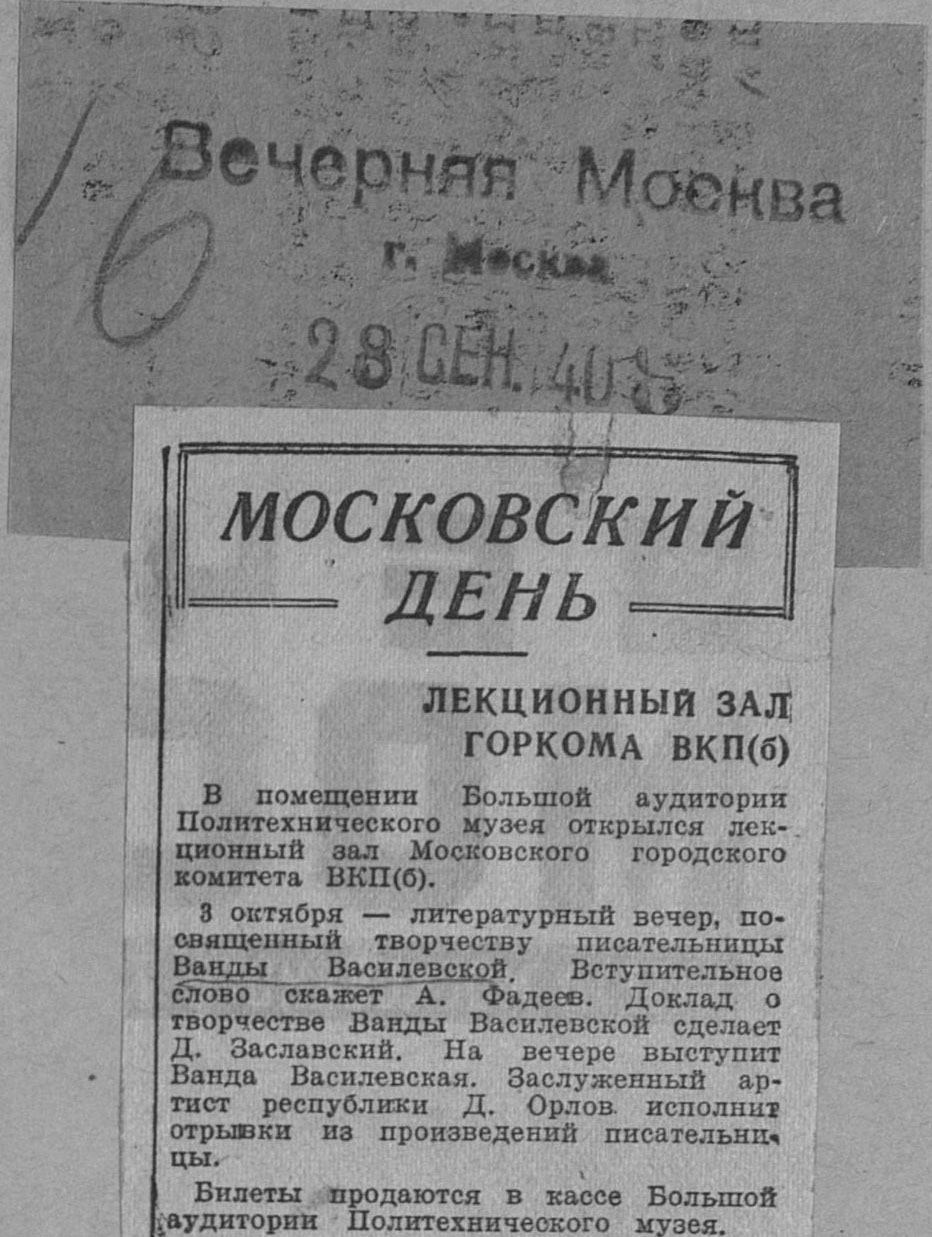 16
Вечерняя Москва
г. Москва
28 СЕН. 40
МОСКОВСКИЙ
ДЕНЬ
ЛЕКЦИОННЫЙ ЗАЛ
ГОРКОМА ВКП(б)
В помещении Большой аудитории
Политехнического музея открылся лек-
ционный зал Московского городского
комитета ВКП(б).
3 октября — литературный вечер, по-
священный творчеству писательницы
Ванды Василевской. Вступительное
слово скажет А. Фадеев. Доклад о
творчестве Ванды Василевской сделает
Д. Заславский. На вечере выступит
Ванда Василевская. Заслуженный ар-
тист республики Д. Орлов исполнит
отрывки из произведений писательни-
цы.
Билеты продаются в кассе Большой
аудитории Политехнического музея.